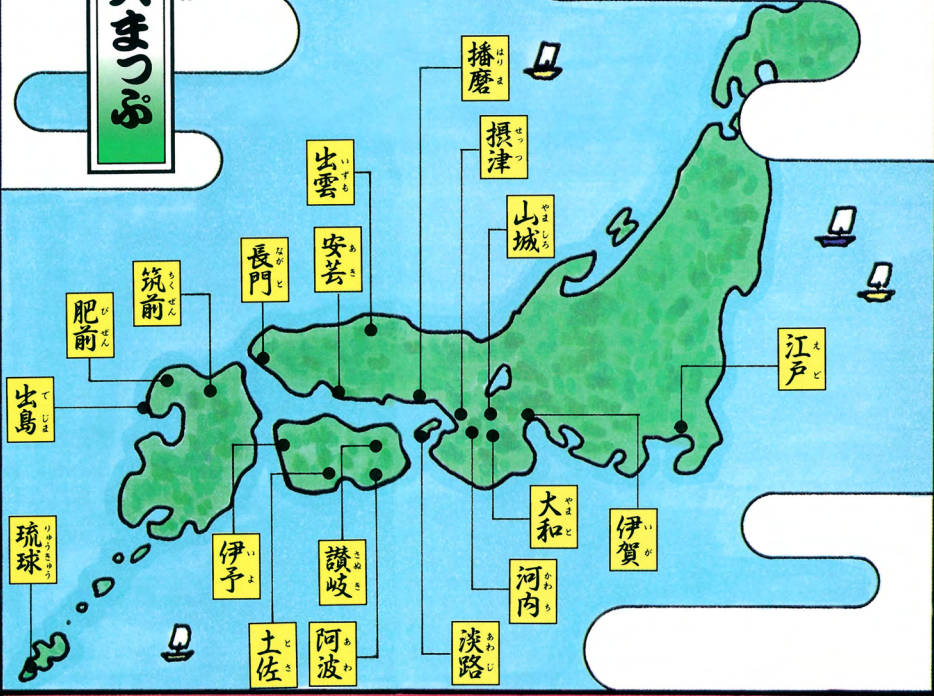 まっぷ
播磨
はりま
摂津
せっつ
出雲
いずも
山城
やましろ
安芸
あき
長門
ながと
筑前
ちくぜん
肥前
びぜん
江戸
えど
出島
でじま
大和
やまと
伊賀
いが
琉球
りゅうきゅう
伊予
いよ
讃岐
さぬき
河内
かわち
土佐
とさ
阿波
あわ
淡路
あわじ